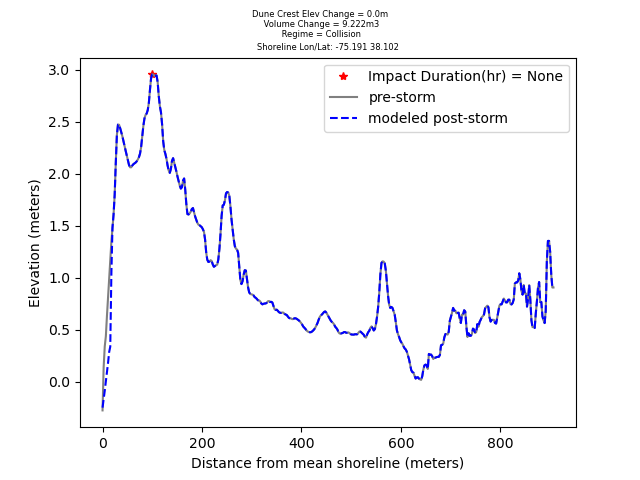 Dune Crest Elev Change = 0.0m
Volume Change = 9.222m3
Regime = Collision
Shoreline Lon/Lat: -75.191 38.102
Impact Duration(hr) = None
pre-storm
modeled post-storm
Elevation (meters)
3.0
2.5
2.0
1.5
1.0
0.5
0.0
0 200 400 600 800
Distance from mean shoreline (meters)